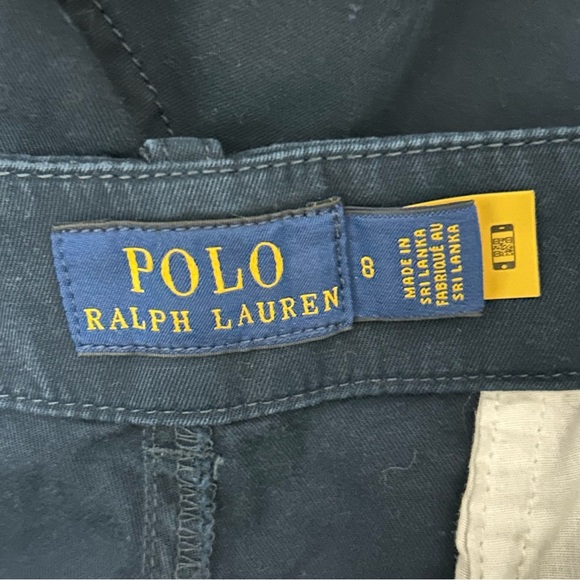 POLO
RALPH LAUREN
8
MADE IN
SRI LANKA
FABRIQUÉ AU
SRI LANKA